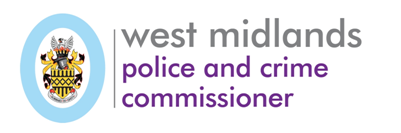 west midlands
police and crime
commissioner